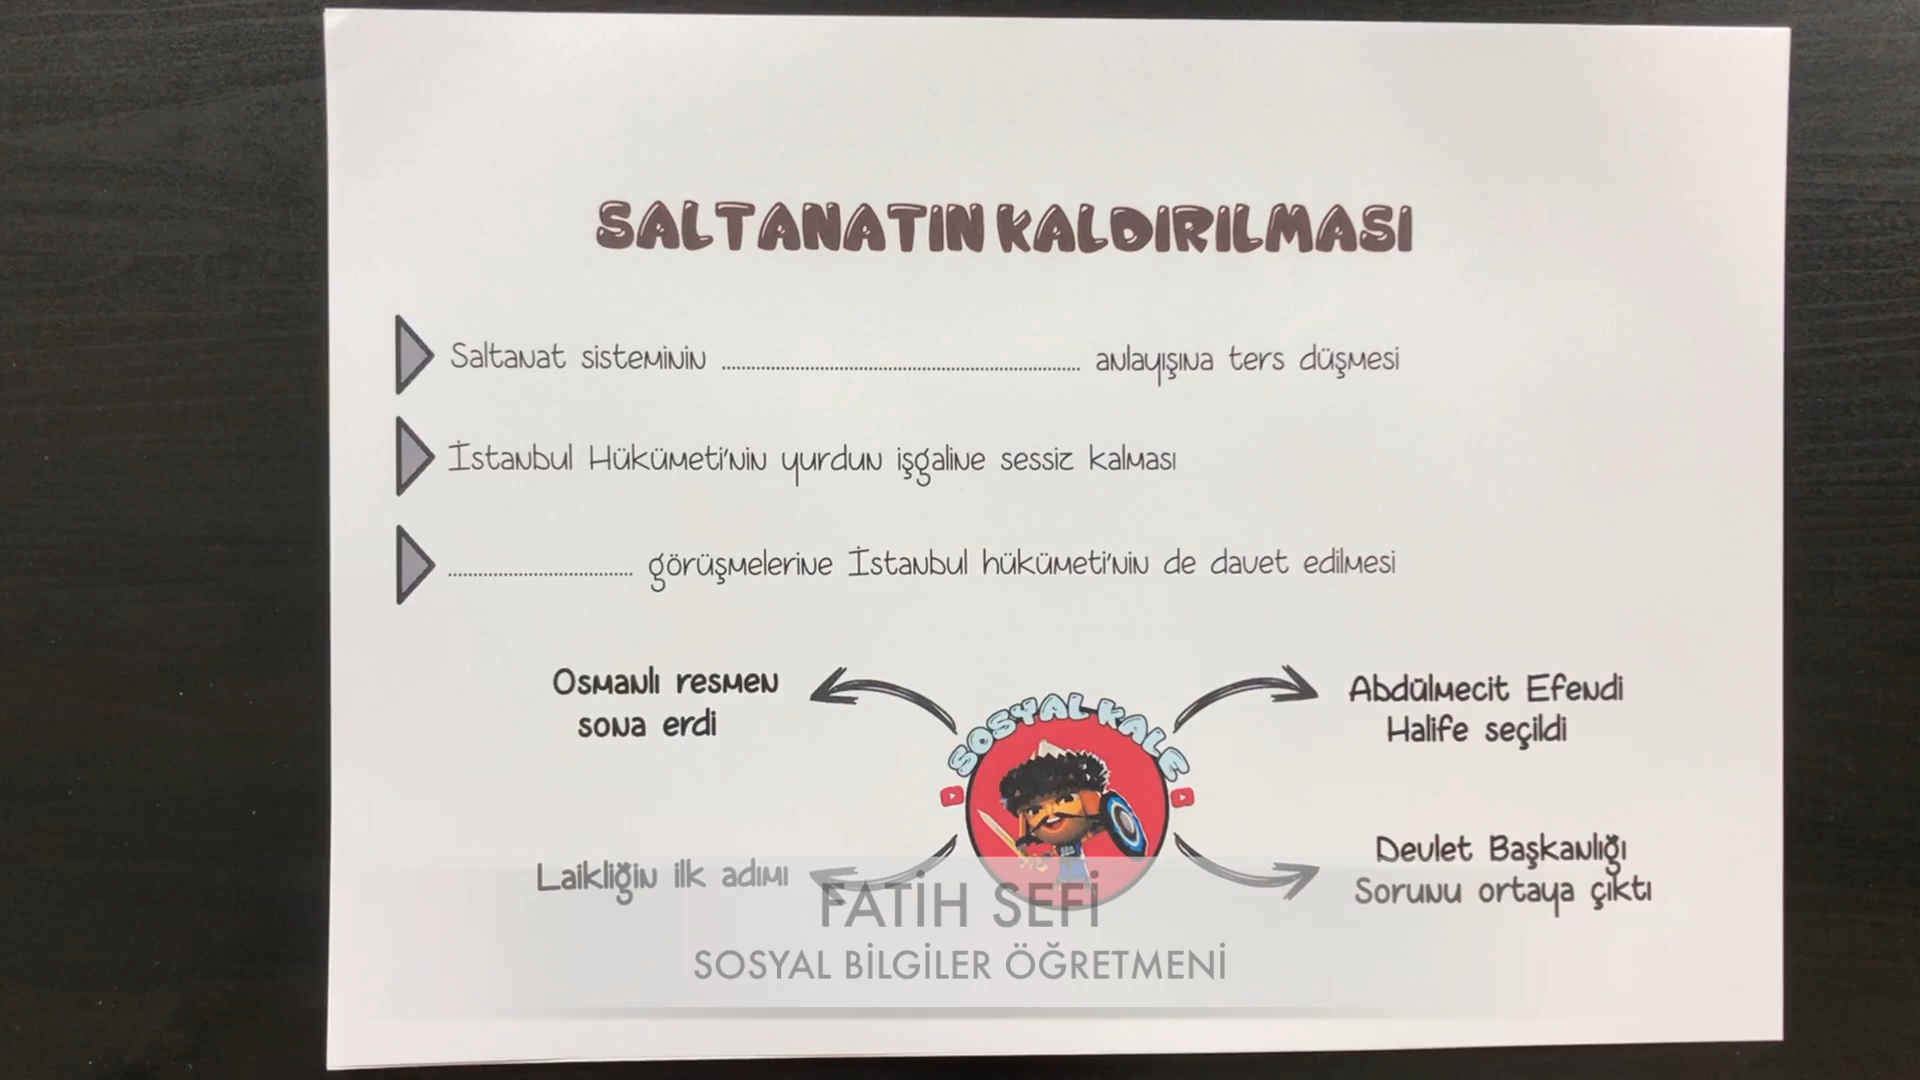 SALTANATIN KALDIRILMASI
Saltanat sisteminin .................... anlayışına ters düşmesi
İstanbul Hükümeti'nin yurdun işgaline sessiz kalması
.................... görüşmelerine İstanbul hükümeti'nin de davet edilmesi
Osmanlı resmen
sona erdi
Abdülmecit Efendi
Halife seçildi
SOSYAL KALE
Laikliğin ilk adımı
Devlet Başkanlığı
Sorunu ortaya çıktı
FATİH SEFİ
SOSYAL BİLGİLER ÖĞRETMENİ